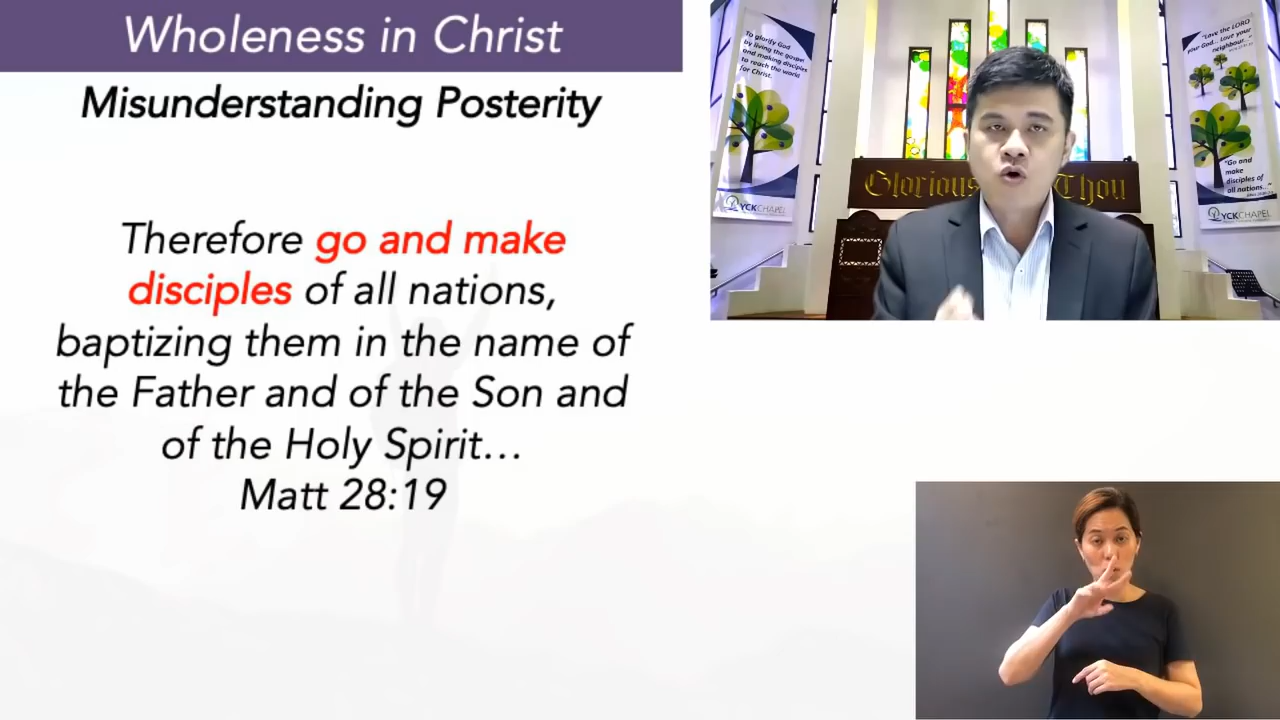 Wholeness in Christ
Misunderstanding Posterity
Therefore go and make
disciples of all nations,
baptizing them in the name of
the Father and of the Son and
of the Holy Spirit...
Matt 28:19
To glorify God
by living the gospel
and making disciples
to reach the world
for Christ.
YCKCHAPEL
Glorious Thou
"Love the LORD
your God... Love your
neighbour..."
"Go and
make
disciples of
all nations..."
YCKCHAPEL